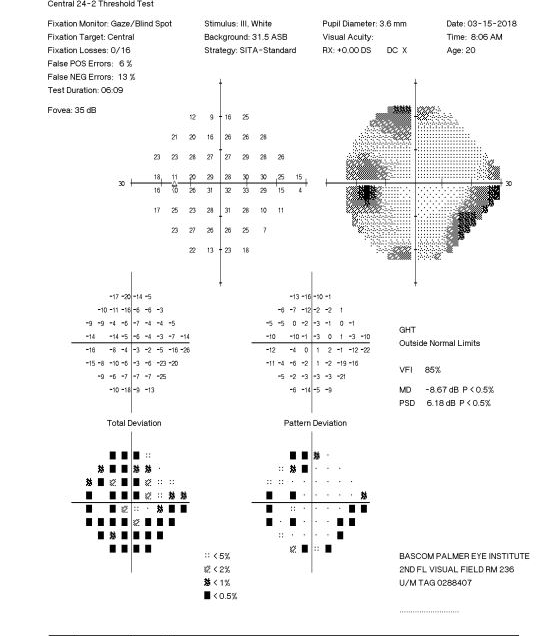 Central 24-2 Threshold Test
Fixation Monitor: Gaze/Blind Spot Stimulus: III, White Pupil Diameter: 3.6 mm Date: 03-15-2018
Fixation Target: Central Background: 31.5 ASB Visual Acuity: Time: 8:06 AM
Fixation Losses: 0/16 Strategy: SITA-Standard RX: +0.00 DS DC X Age: 20
False POS Errors: 6 %
False NEG Errors: 13 %
Test Duration: 06:09
Fovea: 35 dB
12 9 16 25
21 20 16 26 26 28
23 23 28 27 27 29 28 26
18 11 20 29 28 30 30 25 15
30 30
16 10 26 31 32 33 29 15 4
17 25 23 28 31 28 10 11
23 27 26 26 25 7
22 13 23 18
-17 -20 -14 -5 -13 -16 -10 -1
-10 -11 -16 -6 -6 -3 -6 -7 -12 -2 -2 1
-9 -9 -4 -6 -7 -4 -4 -5 -5 -5 0 -2 -3 0 -1
-14 -14 -5 -6 -4 -3 -7 -14 -10 -10 -1 -3 0 1 -3 -10
GHT
Outside Normal Limits
-16 -8 -4 -3 -2 -5 -16 -26 -12 -4 0 1 2 -1 -12 -22
-15 -8 -10 -6 -3 -6 -23 -20 -11 -4 -6 -2 1 -2 -19 -16
VFI 85%
-9 -6 -7 -7 -7 -25 -5 -2 -3 -3 -3 -21
MD -8.67 dB P < 0.5%
-10 -18 -9 -13 -6 -14 -5 -9
PSD 6.18 dB P < 0.5%
Total Deviation Pattern Deviation
< 5%
< 2%
< 1%
< 0.5%
BASCOM PALMER EYE INSTITUTE
2ND FL VISUAL FIELD RM 236
U/M TAG 0288407